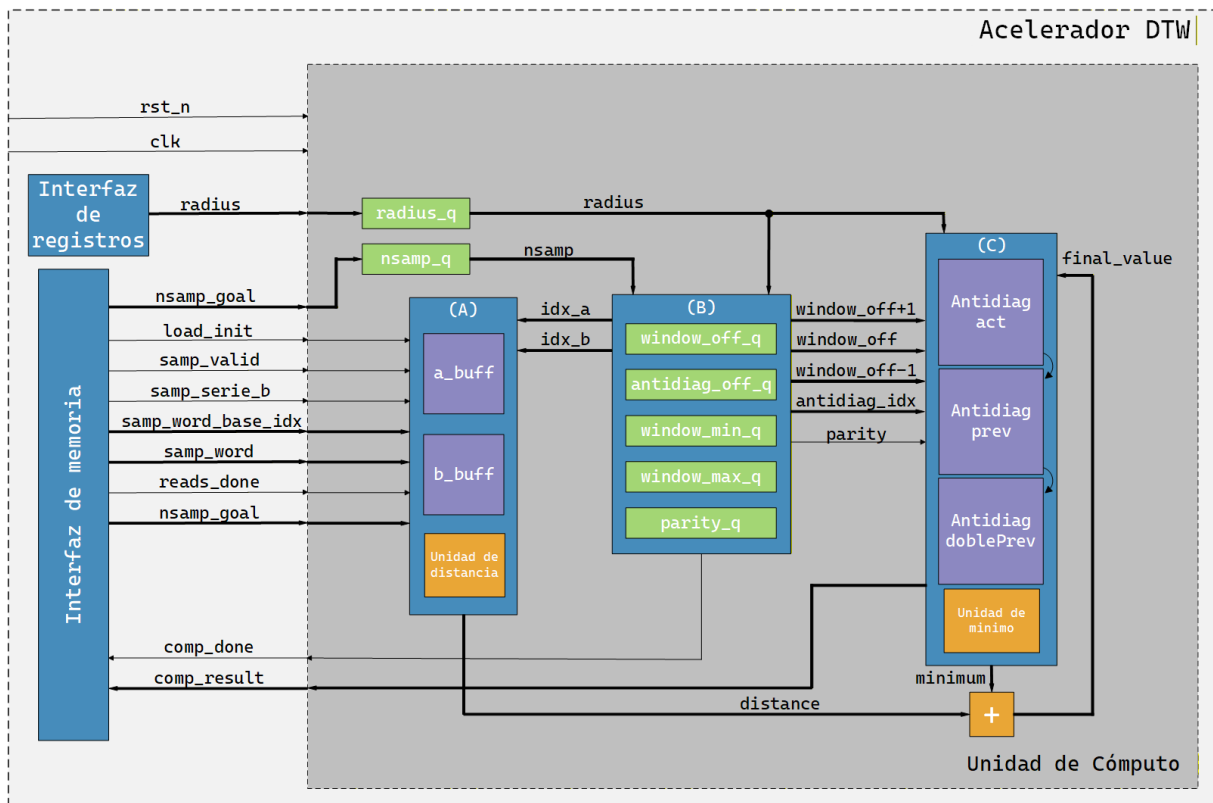 Acelerador DTW
rst_n
clk
Interfaz
de
registros
radius
radius_q
radius
nsamp_q
nsamp
Interfaz de memoria
nsamp_goal
load_init
samp_valid
samp_serie_b
samp_word_base_idx
samp_word
reads_done
nsamp_goal
comp_done
comp_result
(A)
a_buff
b_buff
Unidad de
distancia
idx_a
idx_b
(B)
window_off_q
antidiag_off_q
window_min_q
window_max_q
parity_q
window_off+1
window_off
window_off-1
antidiag_idx
parity
(C)
Antidiag
act
Antidiag
prev
Antidiag
doblePrev
Unidad de
minimo
final_value
minimum
distance
+
Unidad de Cómputo